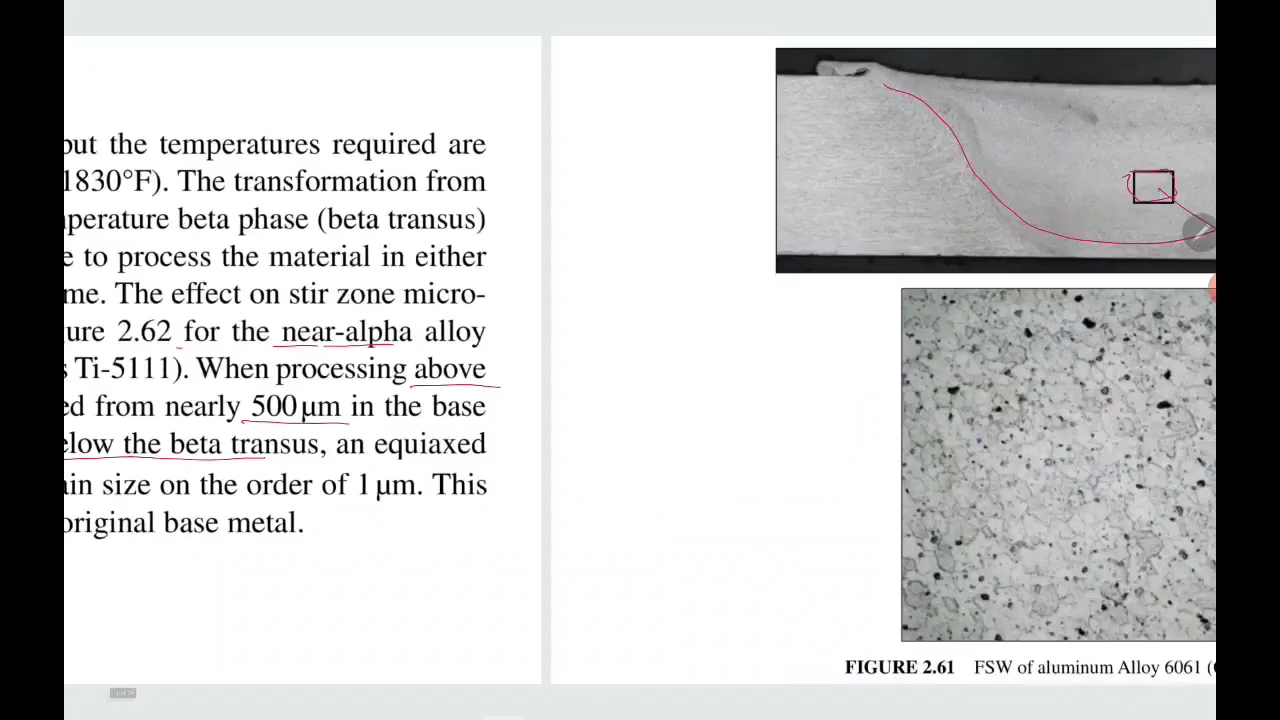 but the temperatures required are
1830°F). The transformation from
perature beta phase (beta transus)
e to process the material in either
me. The effect on stir zone micro-
ure 2.62 for the near-alpha alloy
s Ti-5111). When processing above
ed from nearly 500 μm in the base
elow the beta transus, an equiaxed
ain size on the order of 1 μm. This
original base metal.
FIGURE 2.61 FSW of aluminum Alloy 6061 (